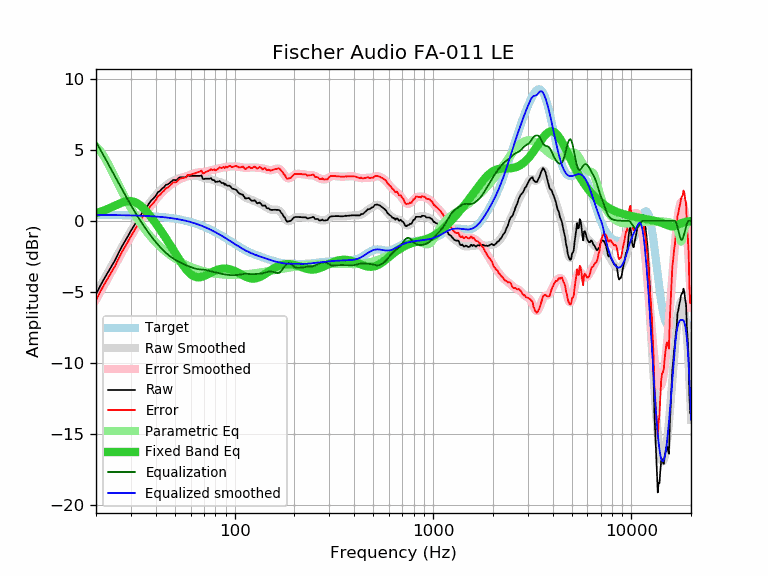 Fischer Audio FA-011 LE
10
5
0
−5
−10
−15
−20
Amplitude (dBr)
Target
Raw Smoothed
Error Smoothed
Raw
Error
Parametric Eq
Fixed Band Eq
Equalization
Equalized smoothed
100
1000
10000
Frequency (Hz)